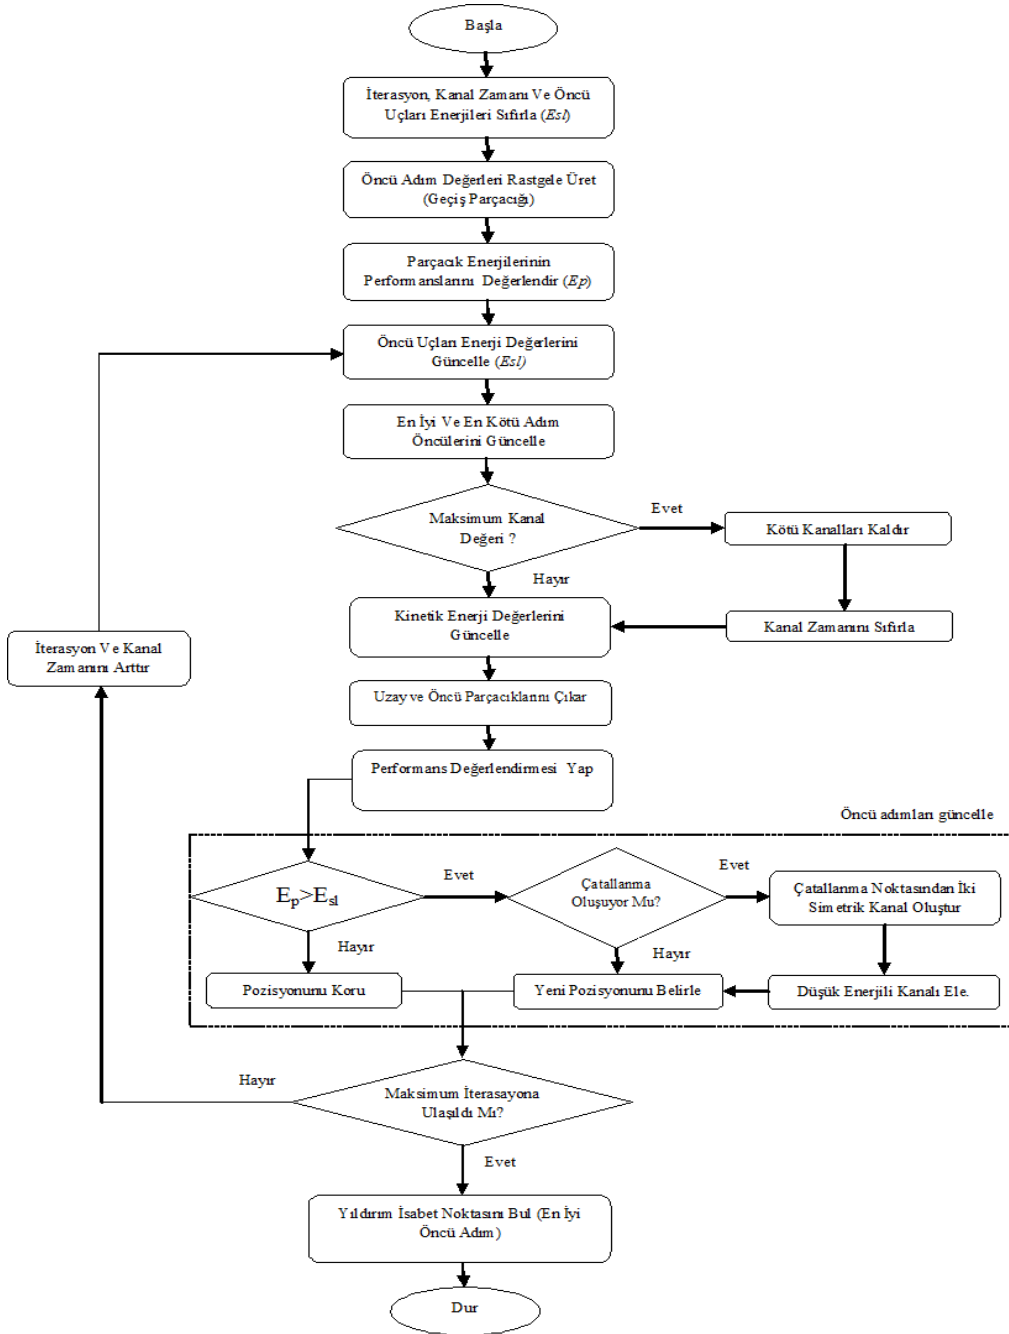 Başla
İterasyon, Kanal Zamanı Ve Öncü
Uçları Enerjileri Sıfırla (Esl)
Öncü Adım Değerleri Rastgele Üret
(Geçiş Parçacığı)
Parçacık Enerjilerinin
Performanslarını Değerlendir (Ep)
Öncü Uçları Enerji Değerlerini
Güncelle (Esl)
En İyi Ve En Kötü Adım
Öncülerini Güncelle
Maksimum Kanal
Değeri ?
Evet
Kötü Kanalları Kaldır
Hayır
Kinetik Enerji Değerlerini
Güncelle
Kanal Zamanını Sıfırla
İterasyon Ve Kanal
Zamanını Arttır
Uzay ve Öncü Parçacıklarını Çıkar
Performans Değerlendirmesi Yap
Öncü adımları güncelle
Ep>Esl
Evet
Çatallanma
Oluşuyor Mu?
Evet
Çatallanma Noktasından İki
Simetrik Kanal Oluştur
Hayır
Hayır
Pozisyonunu Koru
Yeni Pozisyonunu Belirle
Düşük Enerjili Kanalı Ele.
Hayır
Maksimum İterasayona
Ulaşıldı Mı?
Evet
Yıldırım İsabet Noktasını Bul (En İyi
Öncü Adım)
Dur